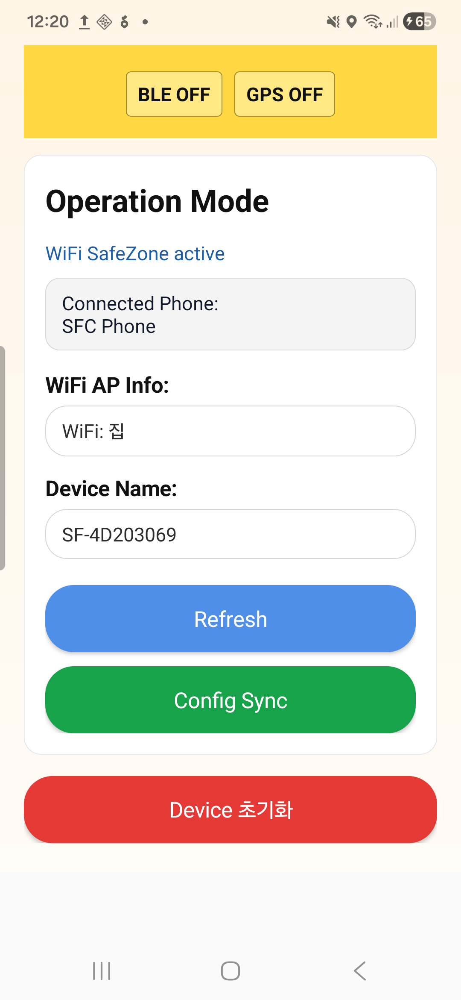 12:20
65
BLE OFF
GPS OFF
Operation Mode
WiFi SafeZone active
Connected Phone:
SFC Phone
WiFi AP Info:
WiFi: 집
Device Name:
SF-4D203069
Refresh
Config Sync
Device 초기화